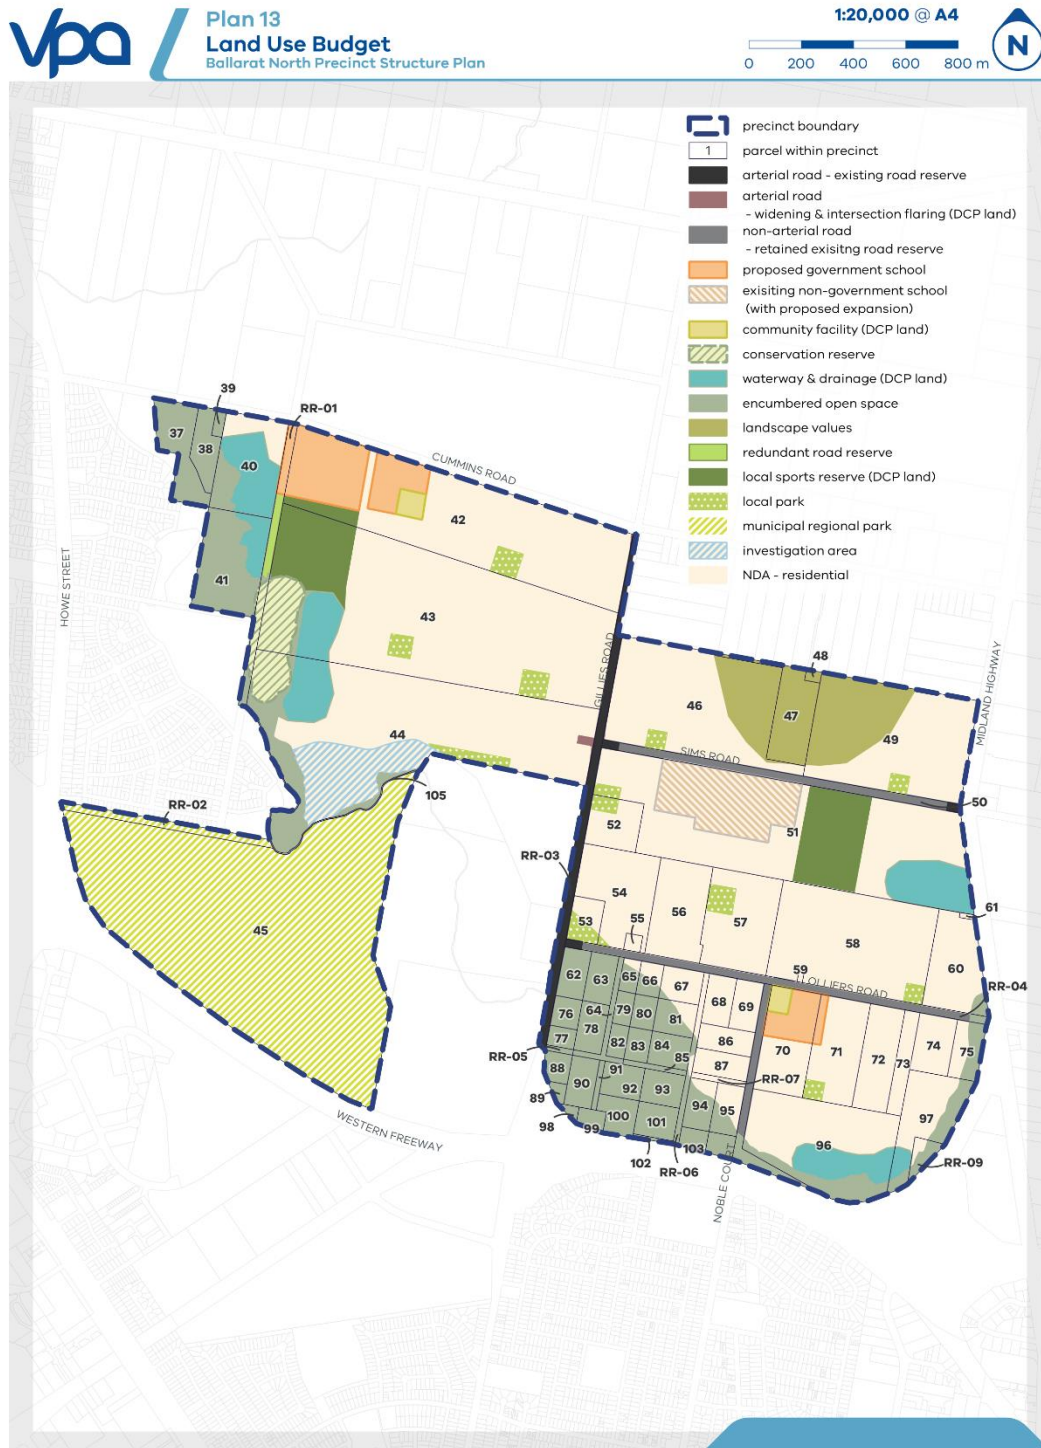 vpa
Plan 13
Land Use Budget
Ballarat North Precinct Structure Plan
1:20,000 @ A4
0 200 400 600 800 m
N
precinct boundary
1 parcel within precinct
arterial road - existing road reserve
arterial road
- widening & intersection flaring (DCP land)
non-arterial road
- retained exisitng road reserve
proposed government school
exisiting non-government school
(with proposed expansion)
community facility (DCP land)
conservation reserve
waterway & drainage (DCP land)
encumbered open space
landscape values
redundant road reserve
local sports reserve (DCP land)
local park
municipal regional park
investigation area
NDA - residential
39
RR-01
37
38
40
CUMMINS ROAD
42
41
HOWE STREET
43
GILLIES ROAD
48
MIDLAND HIGHWAY
46
47
49
44
SIMS ROAD
105
RR-02
50
52
51
RR-03
54
61
53
55
56
57
58
45
59
60
LLOLLIERS ROAD
62
63
65
66
67
RR-04
68
69
76
64
79
80
81
78
77
82
83
84
86
70
71
72
73
74
75
RR-05
85
87
RR-07
88
90
91
92
93
89
94
95
97
98
99
100
101
96
WESTERN FREEWAY
102
RR-06
103
RR-09
NOBLE COURT